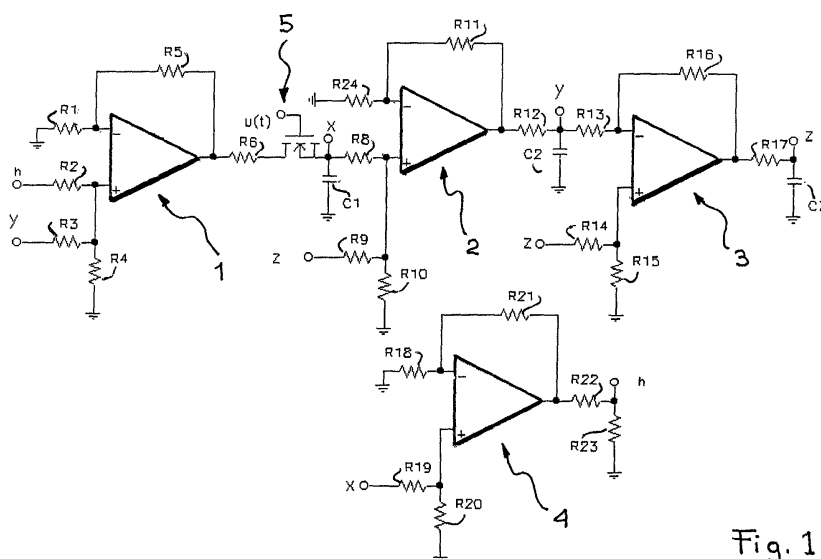 5
R5
R11
R16
R1
R24
u(t)
X
y
R12
R13
Z
h
R2
R6
R8
R17
C2
y
R3
C1
2
3
R4
1
Z
R9
Z
R14
R10
R15
R21
R18
R22
h
R23
X
R19
R20
4
Fig. 1